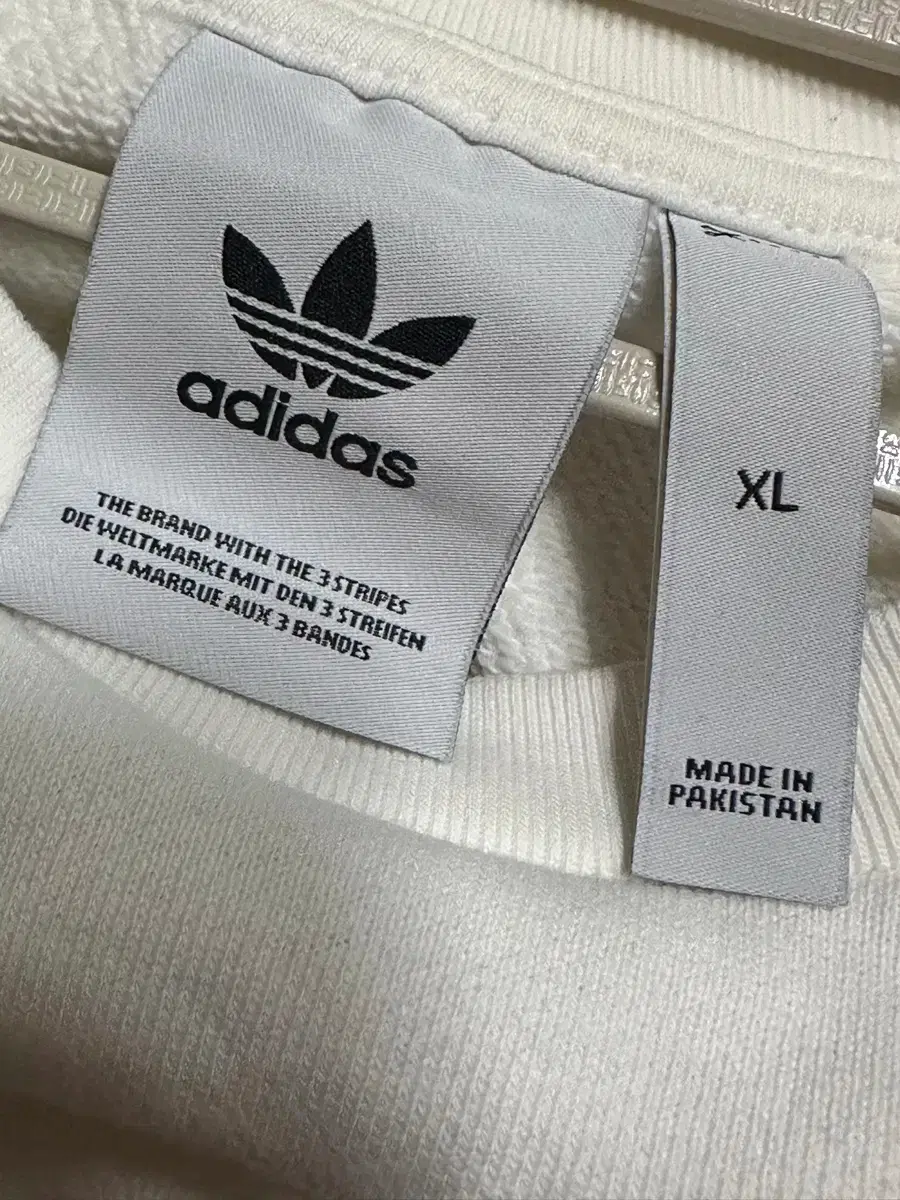 adidas
THE BRAND WITH THE 3 STRIPES
DIE WELTMARKE MIT DEN 3 STREIFEN
LA MARQUE AUX 3 BANDES
XL
MADE IN
PAKISTAN